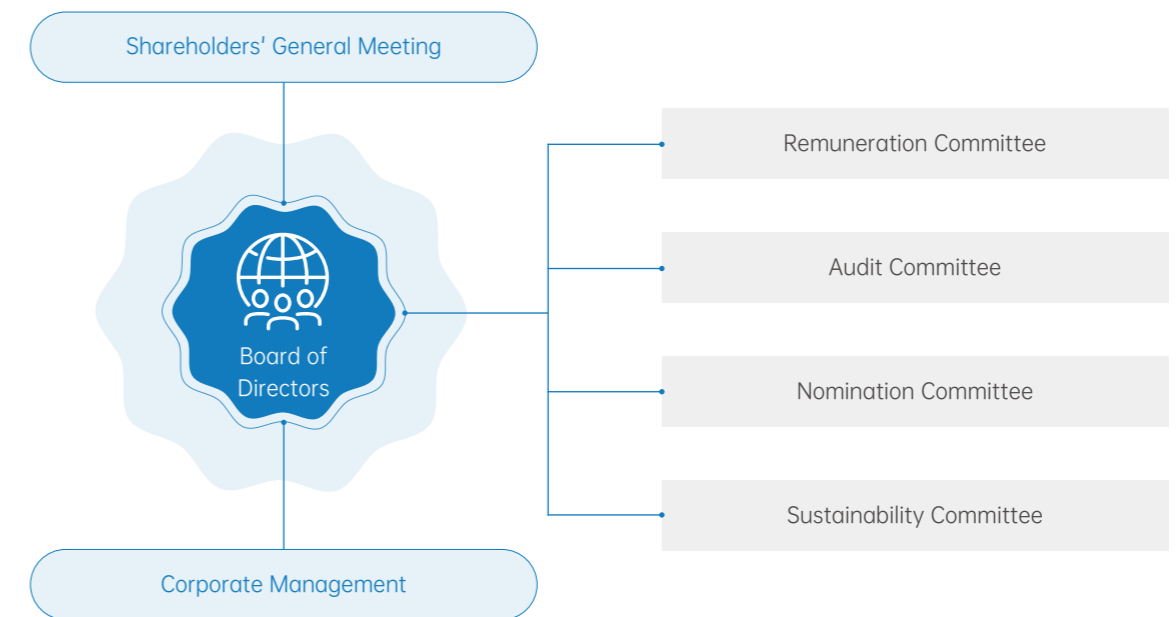 Shareholders' General Meeting
Remuneration Committee
Audit Committee
Board of
Directors
Nomination Committee
Sustainability Committee
Corporate Management